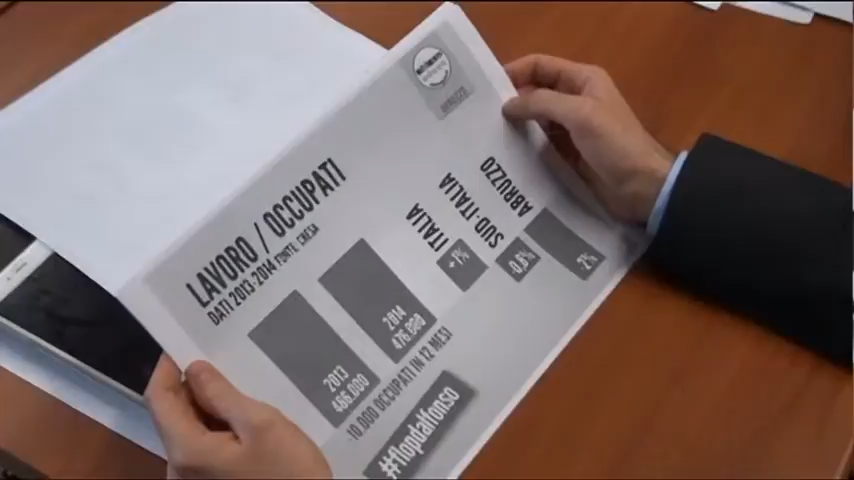 ABRUZZO
LAVORO / OCCUPATI
DATI 2013-2014 FONTE CRESA
ITALIA
SUD-ITALIA
ABRUZZO
+1%
-0,8%
-2%
2013
486.000
2014
476.000
-10.000 OCCUPATI IN 12 MESI
#flopdalfonso